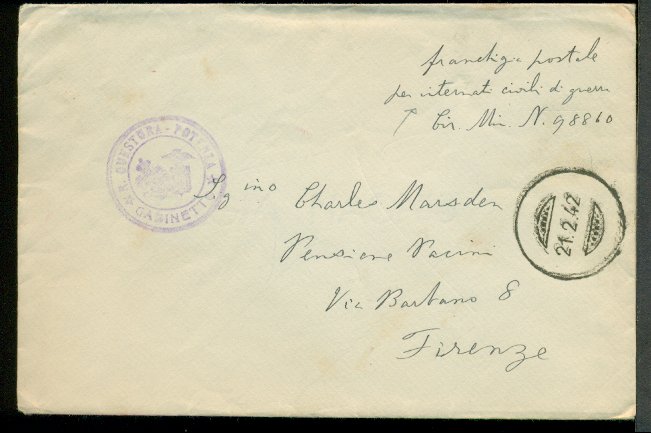 franchigia postale
per internati civili di guerra
Cir. Min. N. 98860
R. QUESTURA - POTENZA
GABINETTO
21.2.42
Sg ino Charles Marsden
Pensione Pacini
Via Barbano 8
Firenze